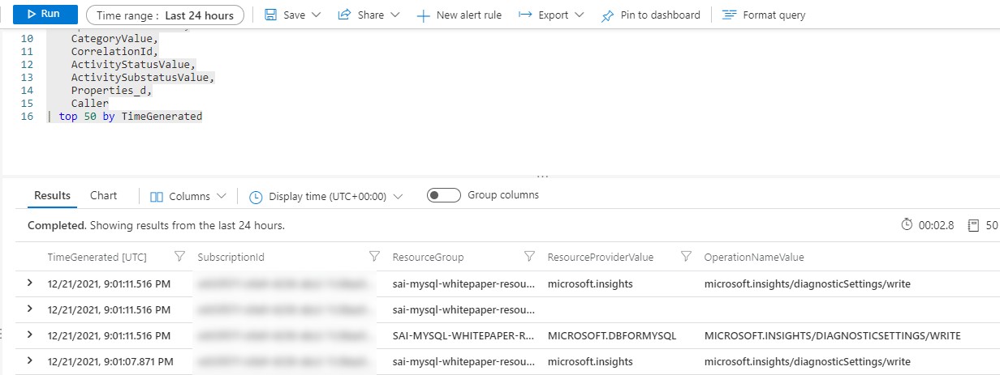 Run Time range : Last 24 hours Save Share New alert rule Export Pin to dashboard Format query
10 CategoryValue,
11 CorrelationId,
12 ActivityStatusValue,
13 ActivitySubstatusValue,
14 Properties_d,
15 Caller
16 | top 50 by TimeGenerated
...
Results Chart Columns Display time (UTC+00:00) Group columns
Completed. Showing results from the last 24 hours. 00:02.8 50
TimeGenerated [UTC] SubscriptionId ResourceGroup ResourceProviderValue OperationNameValue
12/21/2021, 9:01:11.516 PM sai-mysql-whitepaper-resou... microsoft.insights microsoft.insights/diagnosticSettings/write
12/21/2021, 9:01:11.516 PM sai-mysql-whitepaper-resou...
12/21/2021, 9:01:11.516 PM SAI-MYSQL-WHITEPAPER-R... MICROSOFT.DBFORMYSQL MICROSOFT.INSIGHTS/DIAGNOSTICSETTINGS/WRITE
12/21/2021, 9:01:07.871 PM sai-mysql-whitepaper-resou... microsoft.insights microsoft.insights/diagnosticSettings/write